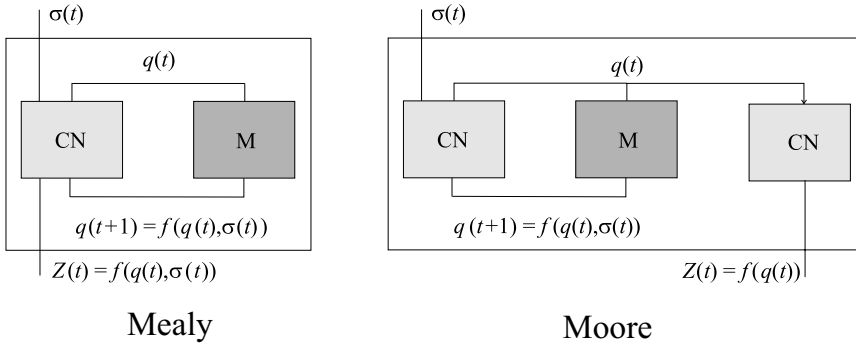 σ(t)
q(t)
CN
M
q(t+1) = f(q(t),σ(t))
Z(t) = f(q(t),σ(t))
Mealy
σ(t)
q(t)
CN
M
CN
q(t+1) = f(q(t),σ(t))
Z(t) = f(q(t))
Moore